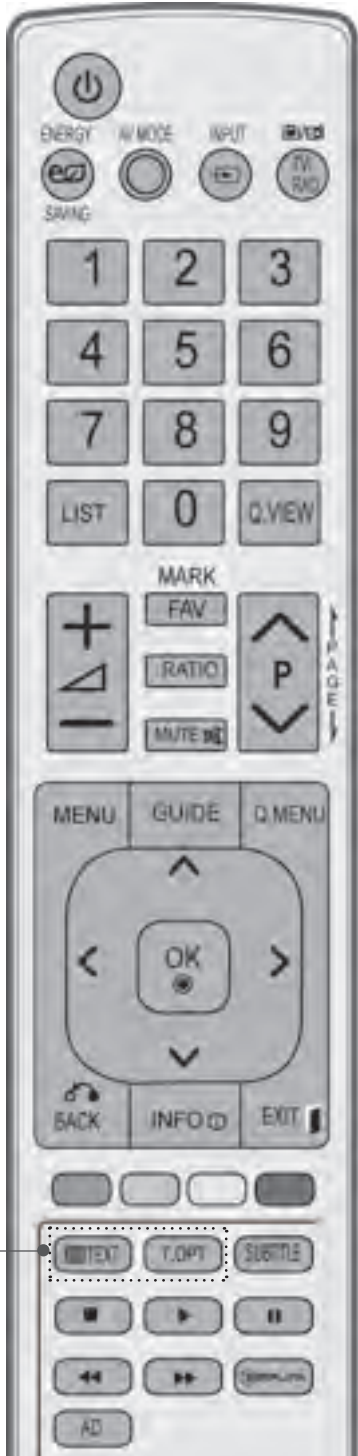 ENERGY AV MODE INPUT
TV/
RAD
SAVING
1 2 3
4 5 6
7 8 9
LIST 0 Q.VIEW
MARK
FAV
RATIO
P
PAGE
MUTE
MENU GUIDE Q.MENU
OK
BACK INFO EXIT
TEXT T.OPT SUBTITLE
AD